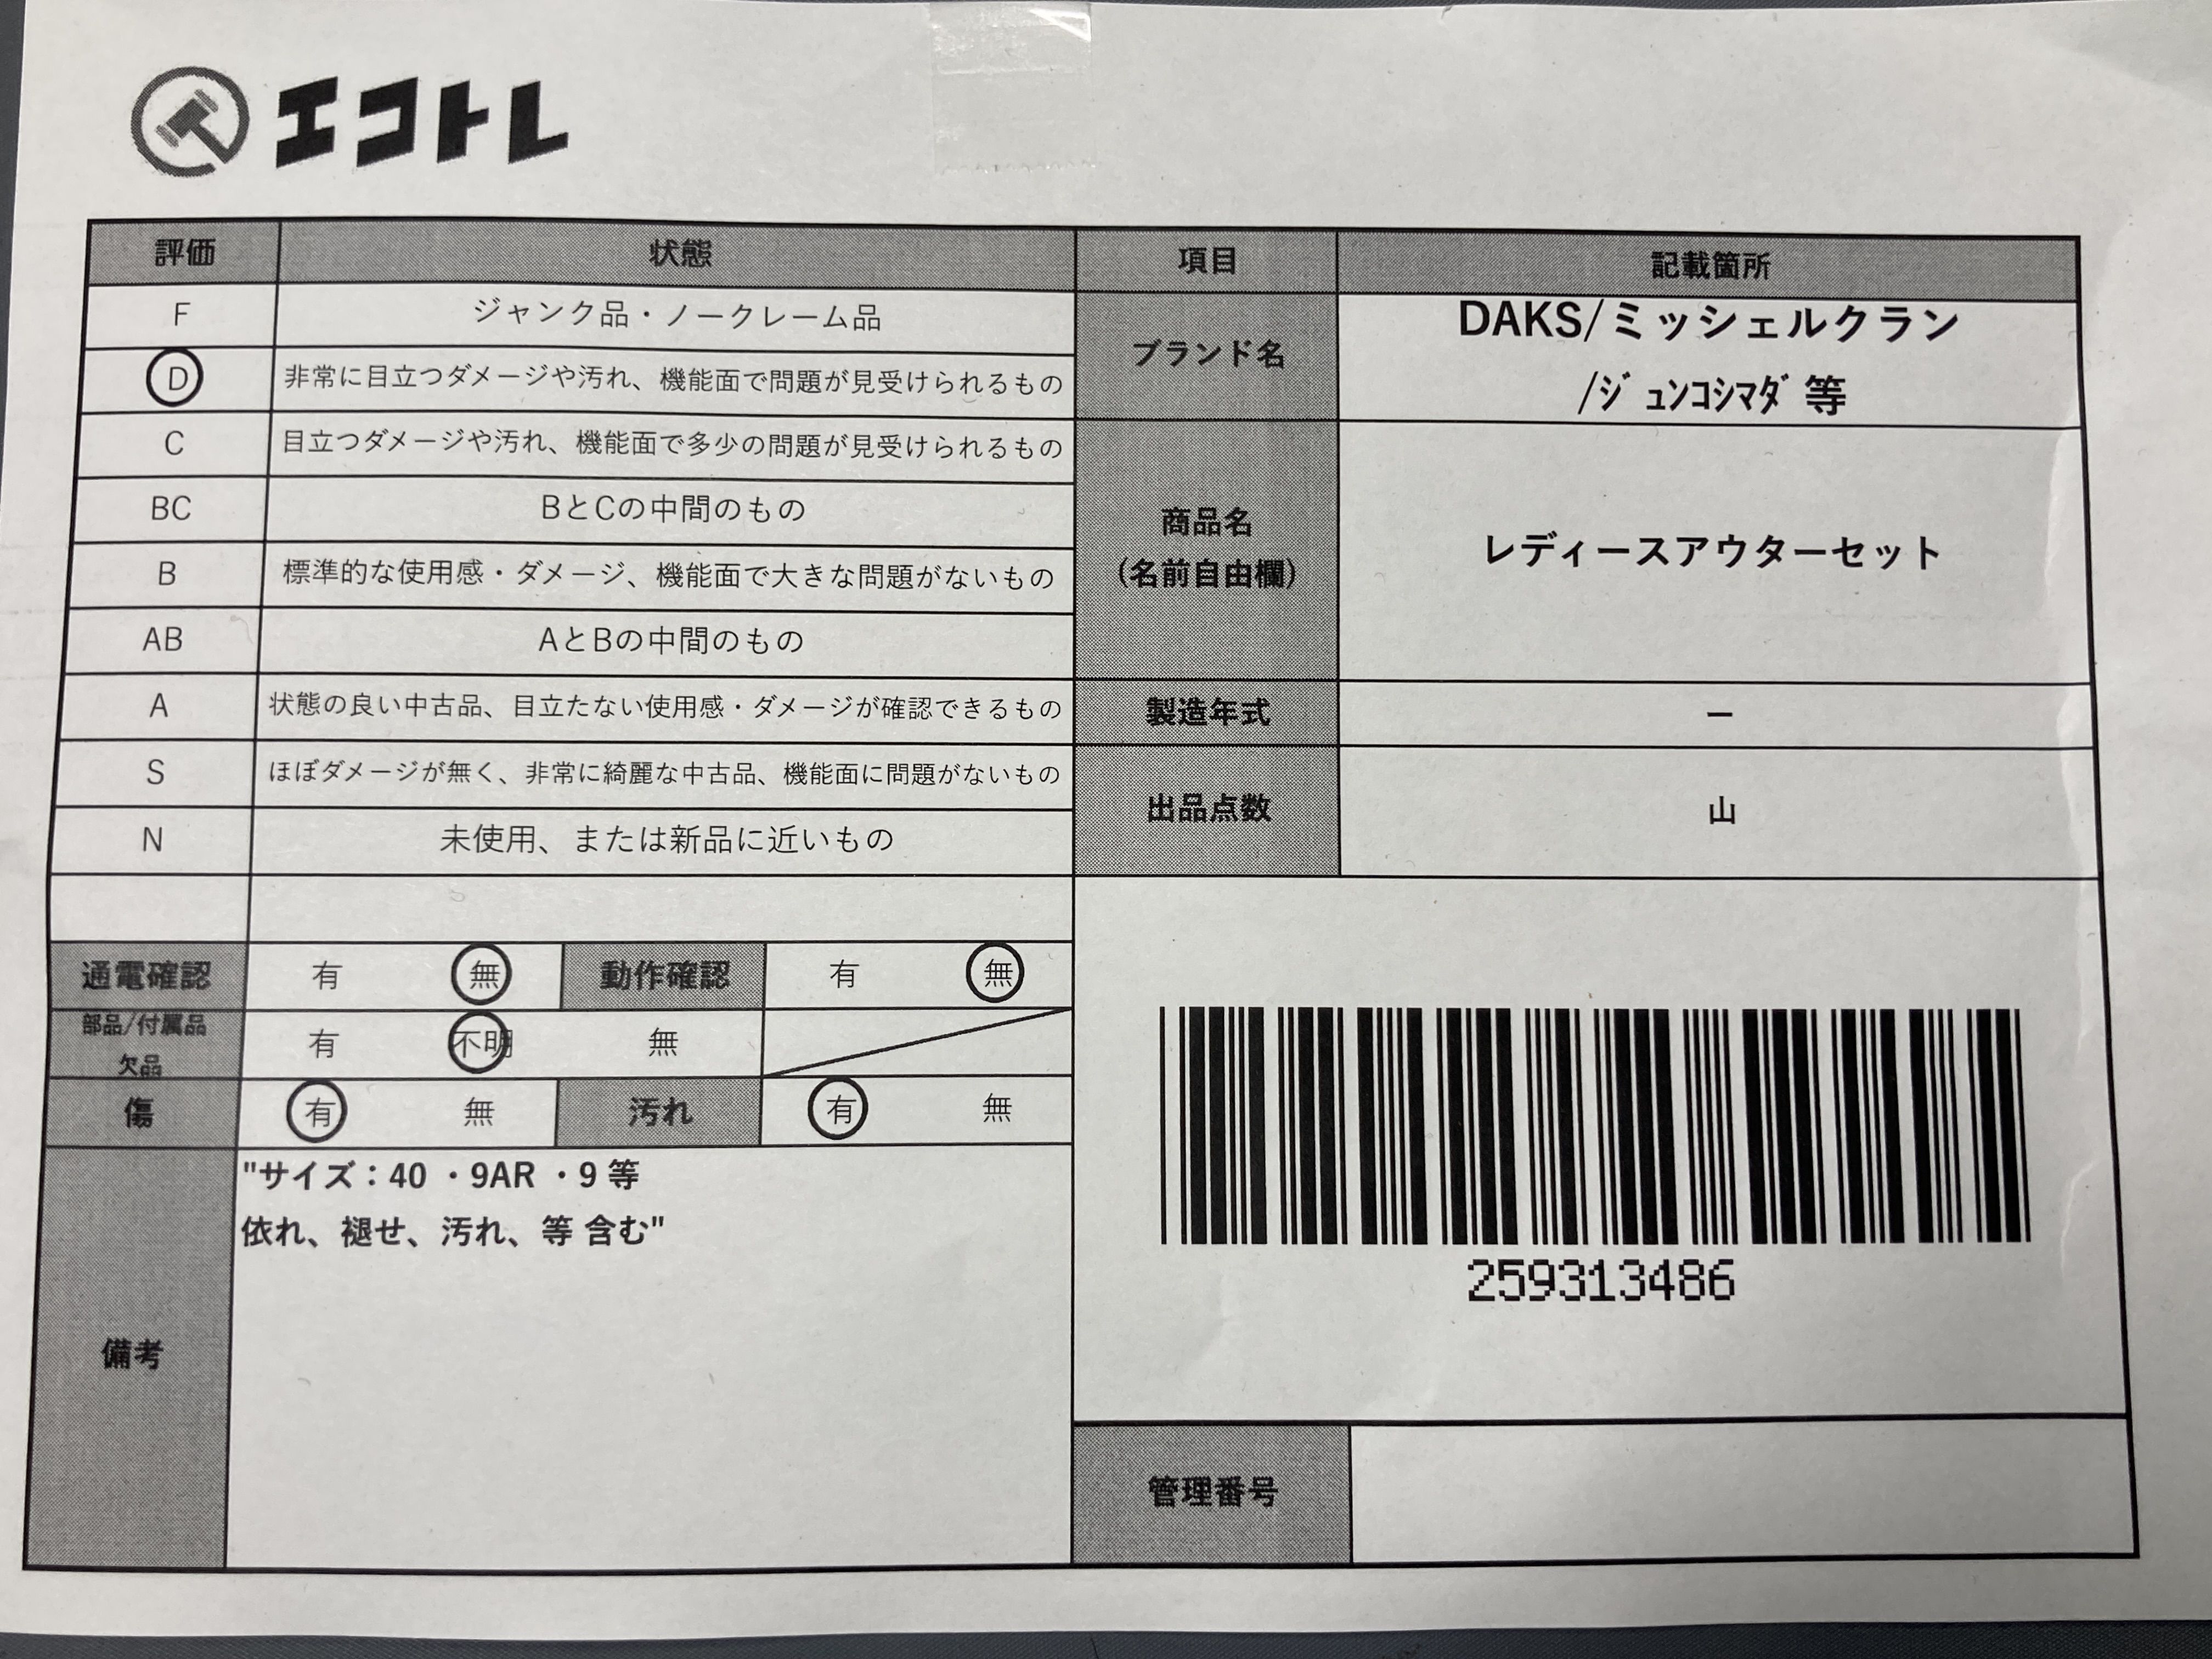 エコトレ
評価 状態 項目 記載箇所
F ジャンク品・ノークレーム品
D 非常に目立つダメージや汚れ、機能面で問題が見受けられるもの
C 目立つダメージや汚れ、機能面で多少の問題が見受けられるもの
BC BとCの中間のもの
B 標準的な使用感・ダメージ、機能面で大きな問題がないもの
AB AとBの中間のもの
A 状態の良い中古品、目立たない使用感・ダメージが確認できるもの
S ほぼダメージが無く、非常に綺麗な中古品、機能面に問題がないもの
N 未使用、または新品に近いもの
ブランド名
DAKS/ミッシェルクラン
/ｼﾞｭﾝｺｼﾏﾀﾞ 等
商品名
(名前自由欄)
レディースアウターセット
製造年式 ー
出品点数 山
通電確認 有 無 動作確認 有 無
部品/付属品
欠品
有 不明 無
傷 有 無 汚れ 有 無
備考
"サイズ：40 ・9AR ・9 等
依れ、褪せ、汚れ、等 含む"
259313486
管理番号